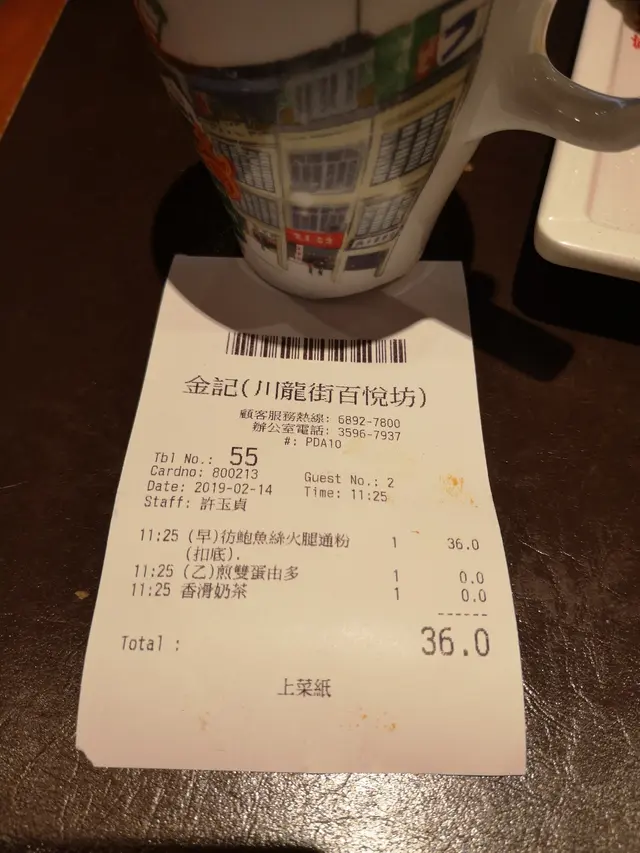 金記(川龍街百悅坊)
顧客服務熱線: 6892-7800
辦公室電話: 3596-7937
#: PDA10
Tbl No.: 55
Cardno: 800213 Guest No.: 2
Date: 2019-02-14 Time: 11:25
Staff: 許玉貞
11:25 (早)彷鮑魚絲火腿通粉 1 36.0
(扣底).
11:25 (乙)煎雙蛋由多 1 0.0
11:25 香滑奶茶 1 0.0
------
Total : 36.0
上菜紙